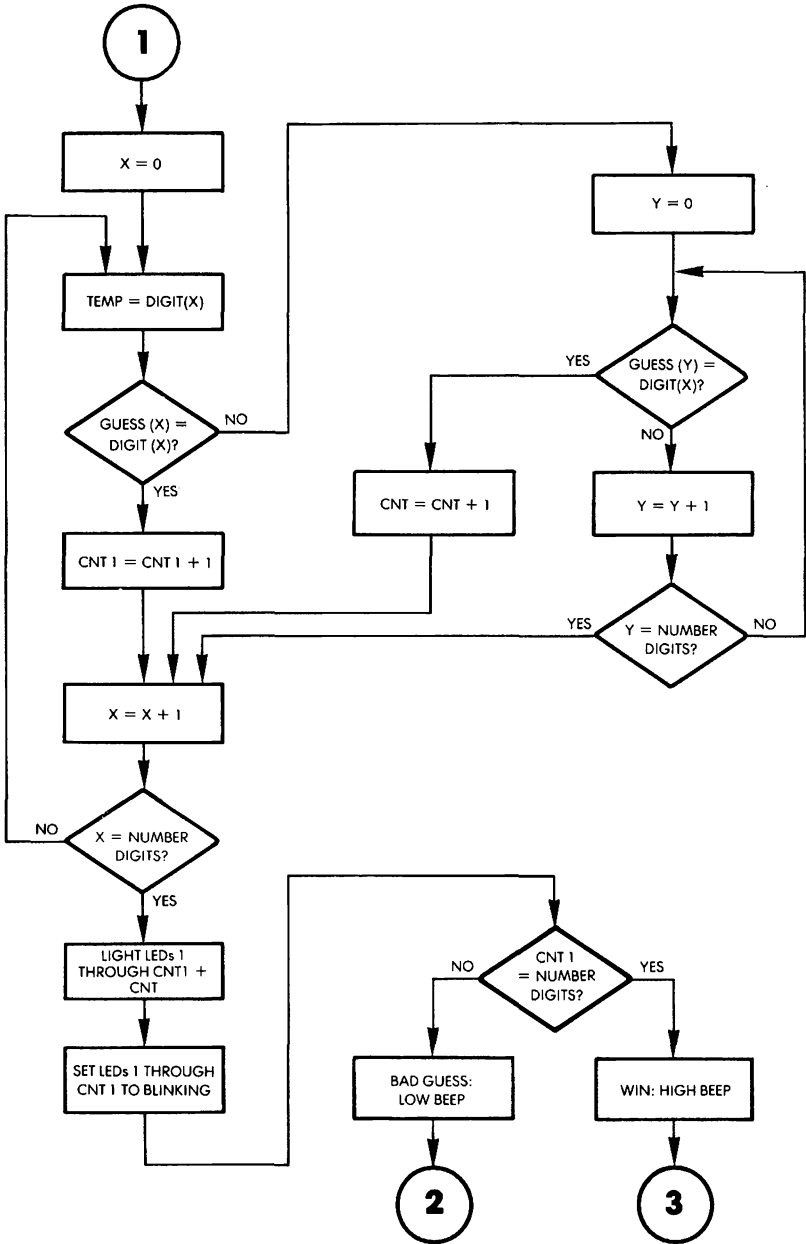 1
X = 0
Y = 0
TEMP = DIGIT(X)
GUESS (X) =
DIGIT (X)?
NO
YES
GUESS (Y) =
DIGIT(X)?
YES
NO
CNT 1 = CNT 1 + 1
CNT = CNT + 1
Y = Y + 1
Y = NUMBER
DIGITS?
YES
NO
X = X + 1
X = NUMBER
DIGITS?
NO
YES
LIGHT LEDs 1
THROUGH CNT1 +
CNT
SET LEDs 1 THROUGH
CNT 1 TO BLINKING
CNT 1
= NUMBER
DIGITS?
NO
YES
BAD GUESS:
LOW BEEP
WIN: HIGH BEEP
2
3